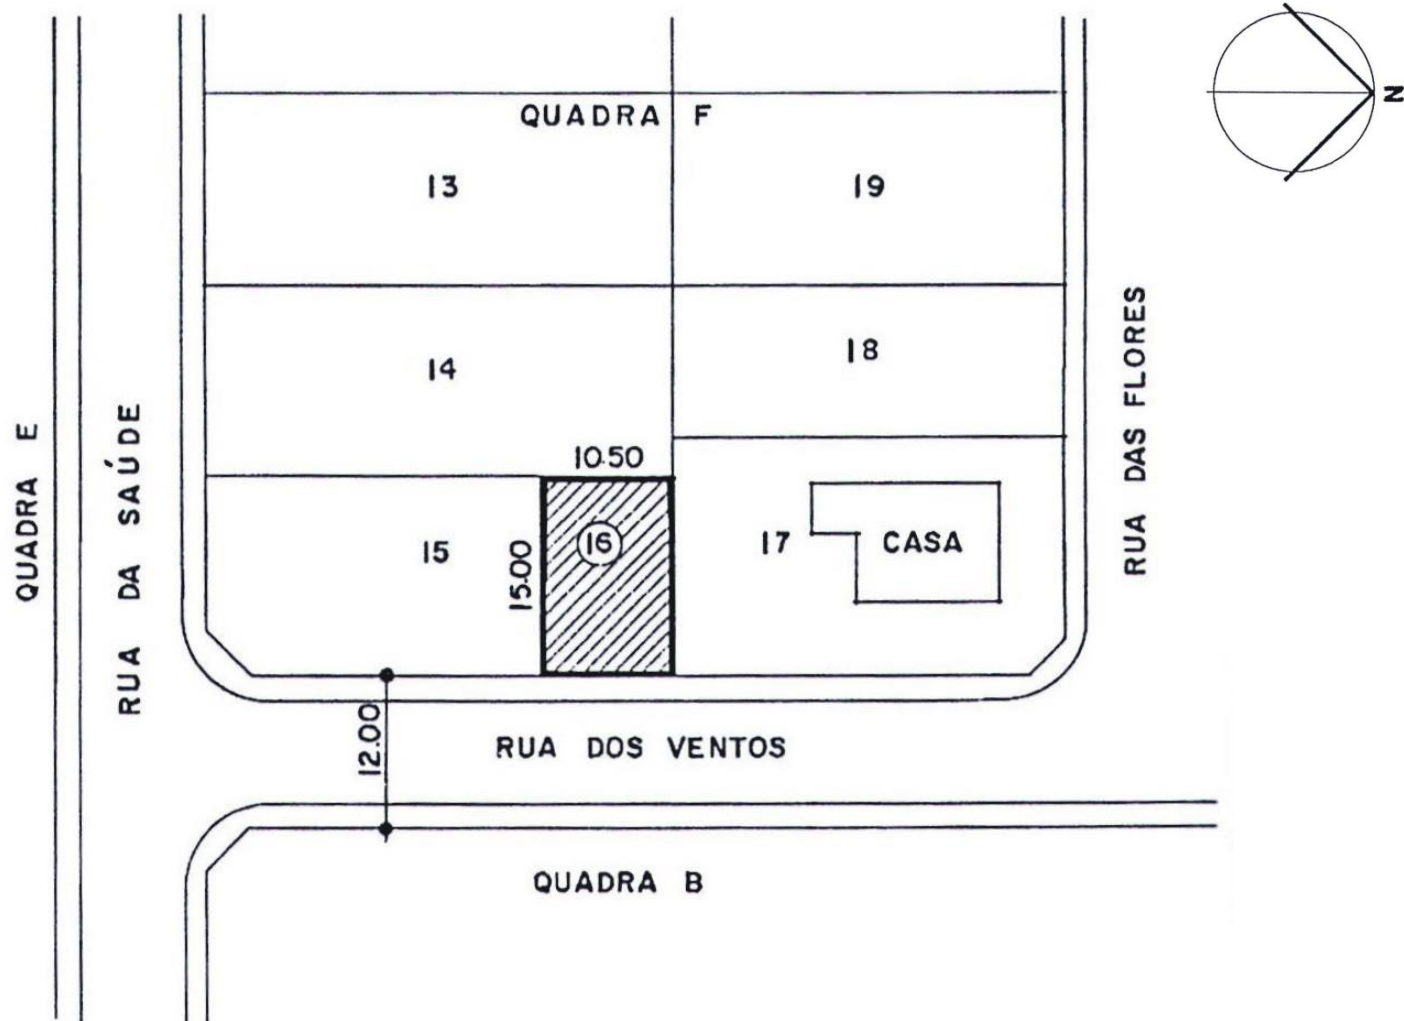 N
QUADRA F
13
19
14
18
QUADRA E
RUA DA SAÚDE
RUA DAS FLORES
10.50
15
15.00
16
17
CASA
12.00
RUA DOS VENTOS
QUADRA B